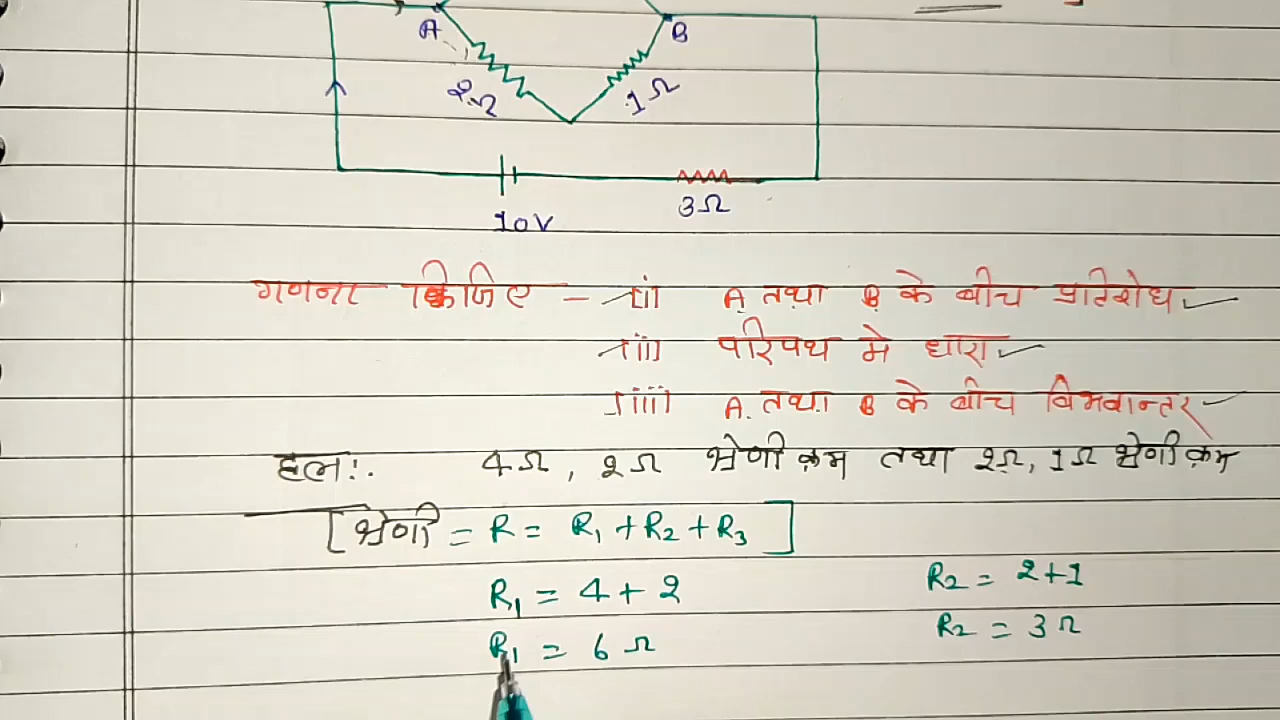 A B
2Ω 1Ω
10V 3Ω
गणना किजिए - (i) A तथा B के बीच प्रतिरोध
(ii) परिपथ मे धारा
(iii) A तथा B के बीच विभवान्तर
हल:. 4Ω, 2Ω श्रेणीक्रम तथा 2Ω, 1Ω श्रेणीक्रम
[श्रेणी = R = R₁ + R₂ + R₃]
R₁ = 4 + 2 R₂ = 2+1
R₁ = 6 Ω R₂ = 3 Ω